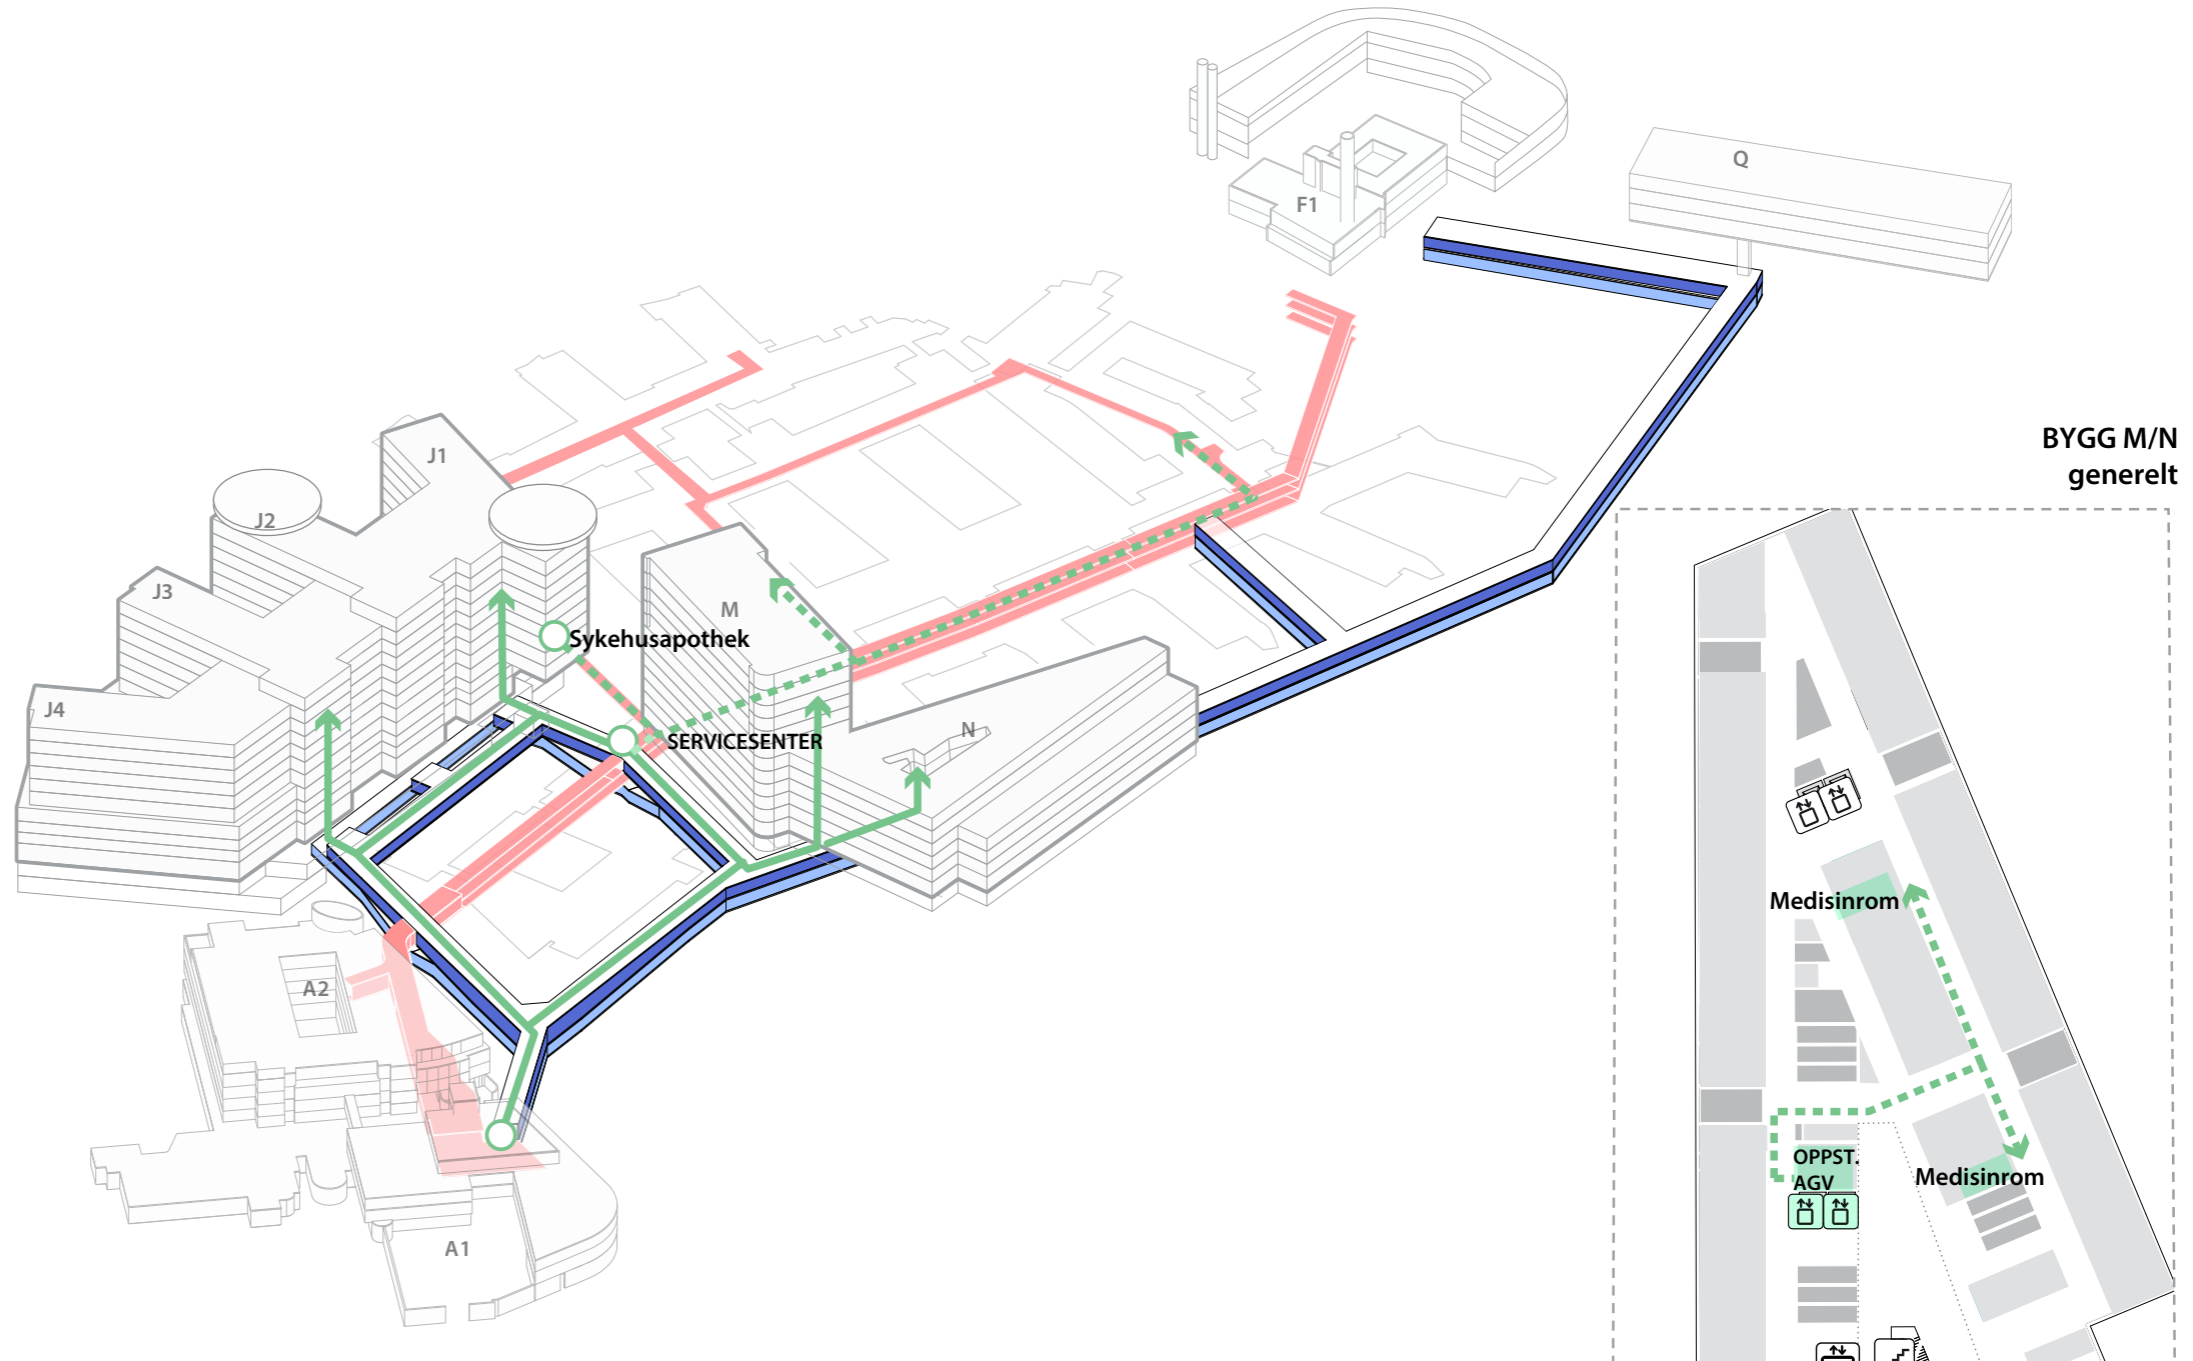 Q
F1
BYGG M/N
generelt
J1
J2
J3
M
Sykehusapothek
J4
N
SERVICESENTER
Medisinrom
A2
OPPST.
AGV
Medisinrom
A1